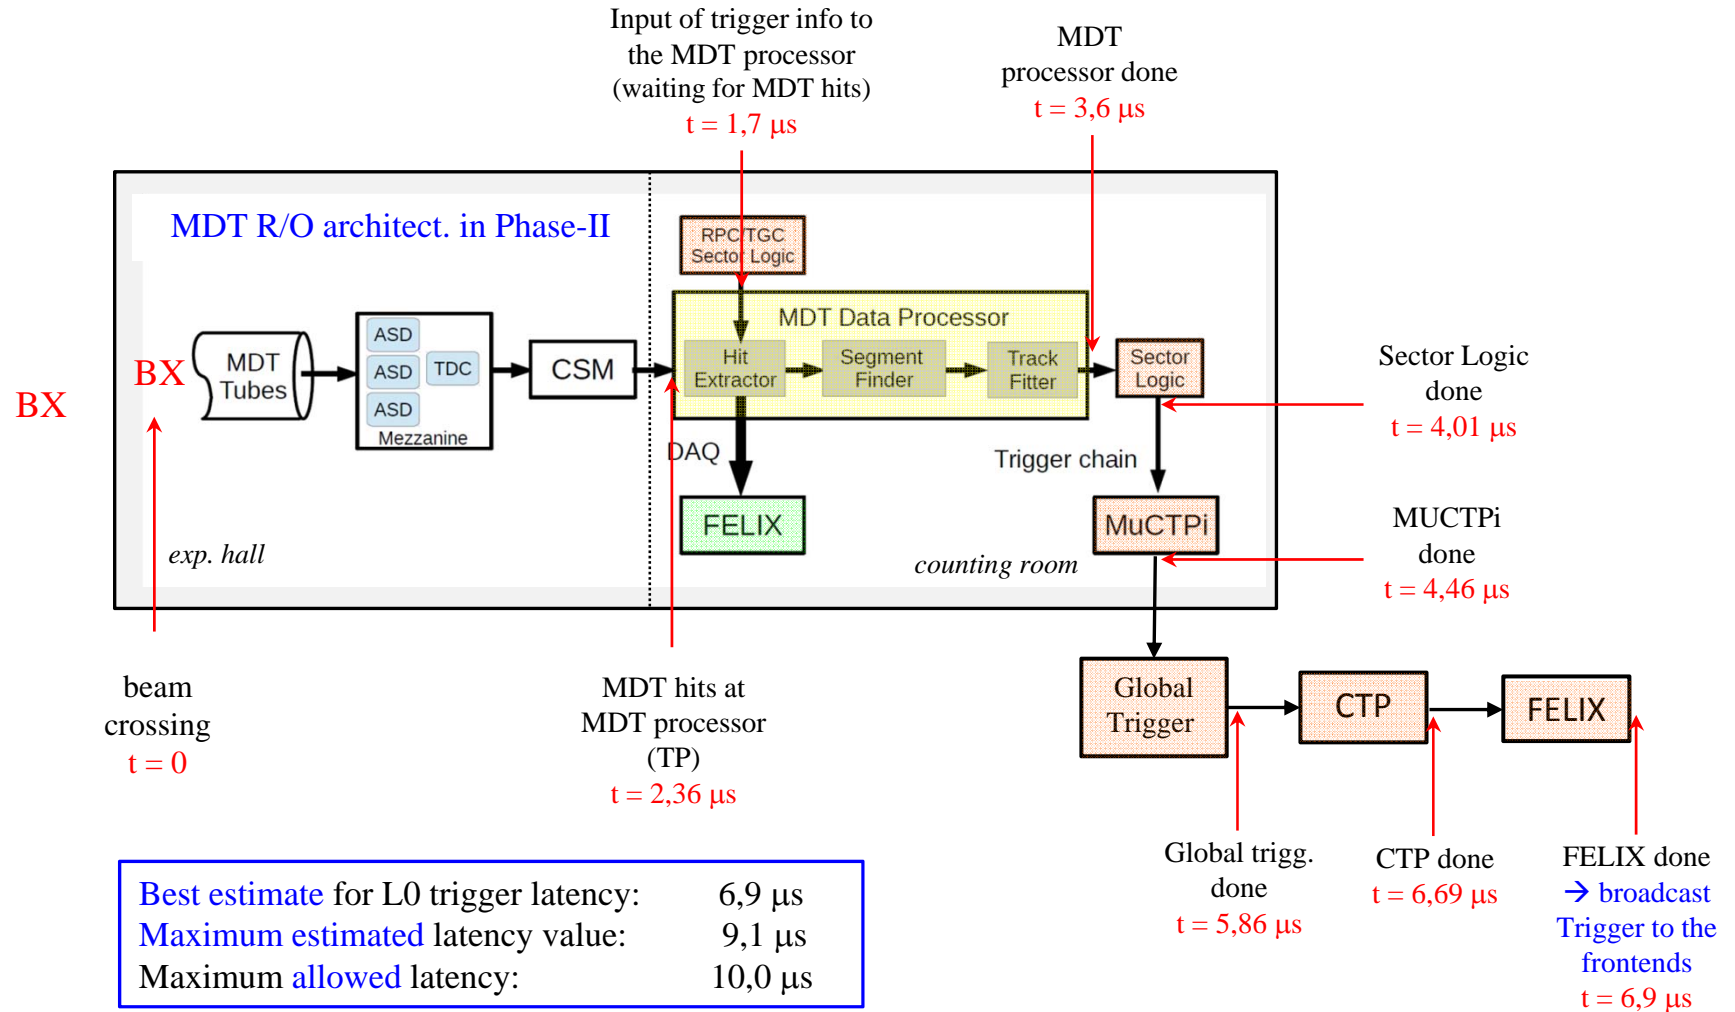 Input of trigger info to
the MDT processor
(waiting for MDT hits)
t = 1,7 µs
MDT
processor done
t = 3,6 µs
MDT R/O architect. in Phase-II
RPC/TGC
Sector Logic
MDT Data Processor
BX
BX
MDT
Tubes
ASD
ASD
ASD
TDC
Mezzanine
CSM
Hit
Extractor
Segment
Finder
Track
Fitter
Sector
Logic
Sector Logic
done
t = 4,01 µs
DAQ
Trigger chain
FELIX
MuCTPi
MUCTPi
done
t = 4,46 µs
exp. hall
counting room
beam
crossing
t = 0
MDT hits at
MDT processor
(TP)
t = 2,36 µs
Global
Trigger
CTP
FELIX
Global trigg.
done
t = 5,86 µs
CTP done
t = 6,69 µs
FELIX done
→ broadcast
Trigger to the
frontends
t = 6,9 µs
Best estimate for L0 trigger latency: 6,9 µs
Maximum estimated latency value: 9,1 µs
Maximum allowed latency: 10,0 µs